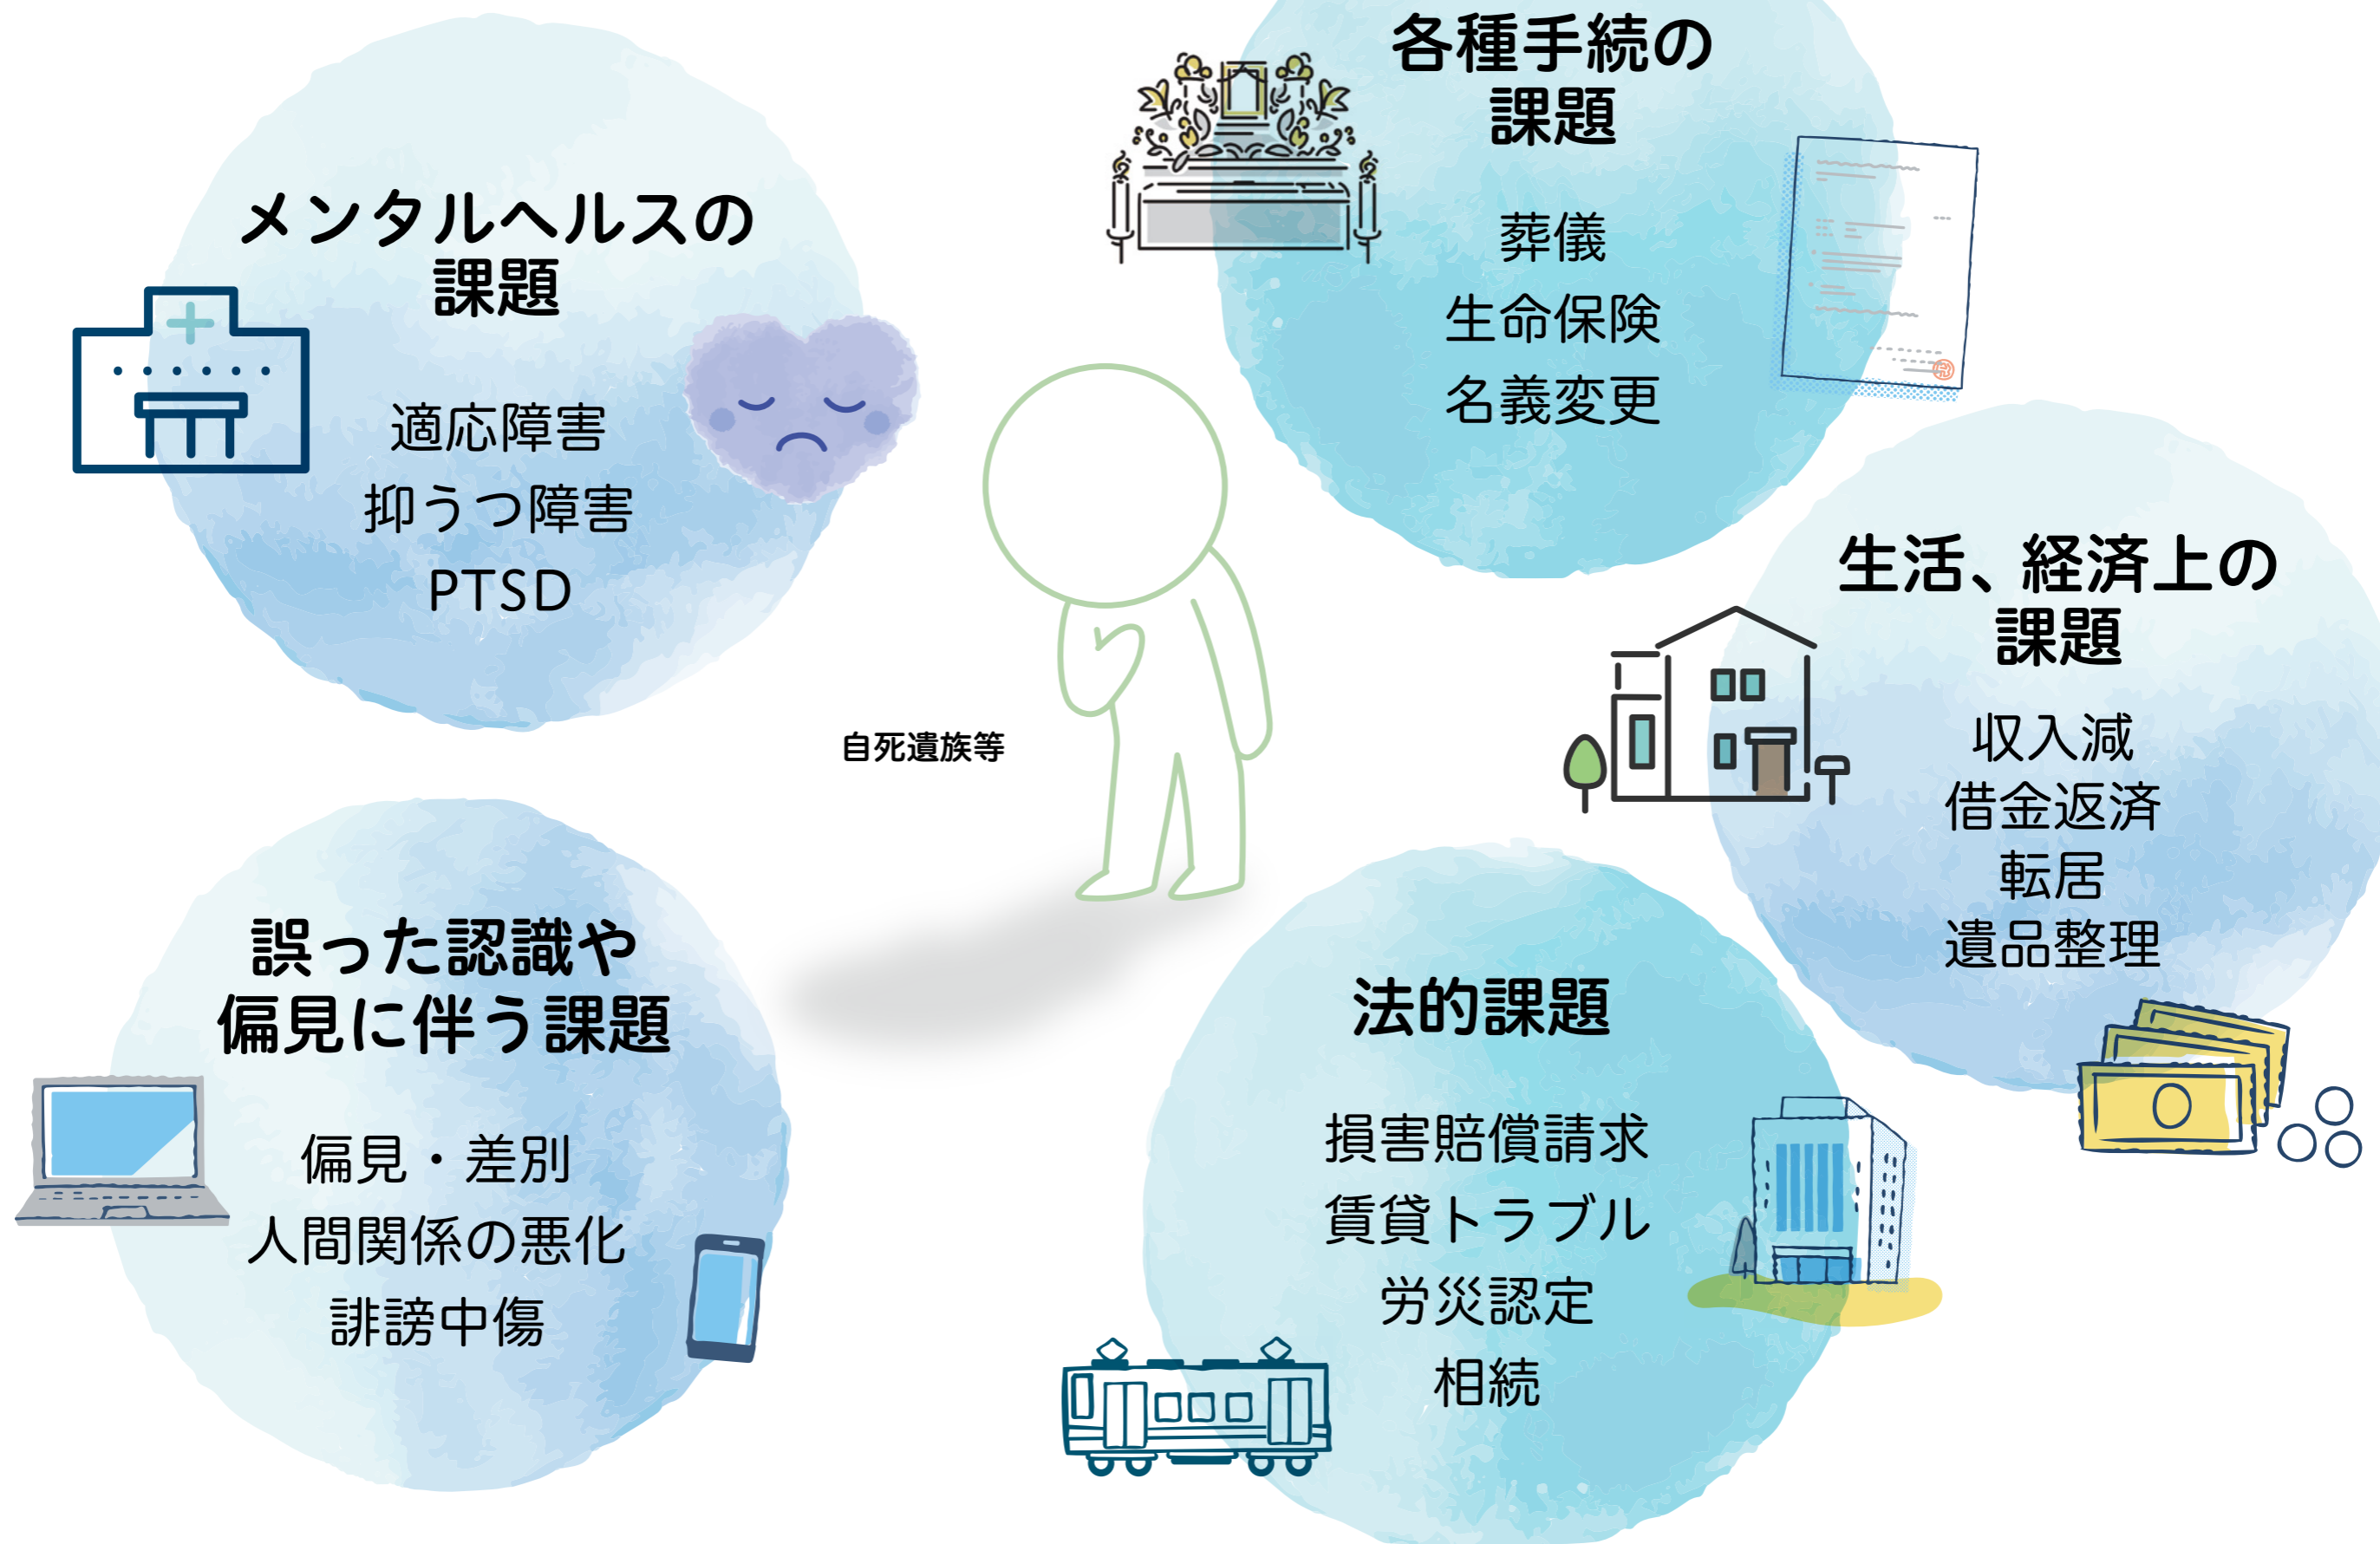 メンタルヘルスの
課題
適応障害
抑うつ障害
PTSD
各種手続の
課題
葬儀
生命保険
名義変更
生活、経済上の
課題
収入減
借金返済
転居
遺品整理
自死遺族等
誤った認識や
偏見に伴う課題
偏見・差別
人間関係の悪化
誹謗中傷
法的課題
損害賠償請求
賃貸トラブル
労災認定
相続